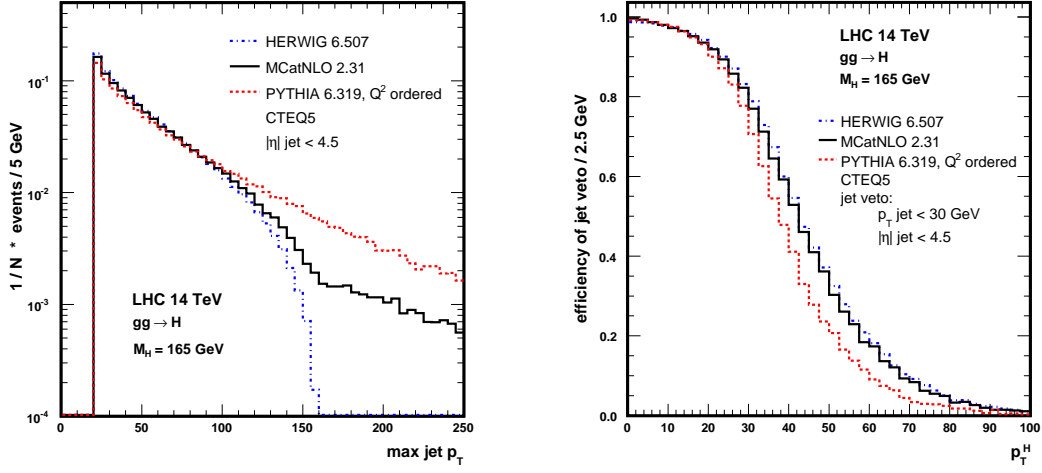 1 / N * events / 5 GeV
10⁻¹
10⁻²
10⁻³
10⁻⁴
HERWIG 6.507
MCatNLO 2.31
PYTHIA 6.319, Q² ordered
CTEQ5
|η| jet < 4.5
LHC 14 TeV
gg → H
M_H = 165 GeV
0 50 100 150 200 250
max jet p_T
efficiency of jet veto / 2.5 GeV
1.0
0.8
0.6
0.4
0.2
0.0
LHC 14 TeV
gg → H
M_H = 165 GeV
HERWIG 6.507
MCatNLO 2.31
PYTHIA 6.319, Q² ordered
CTEQ5
jet veto:
p_T jet < 30 GeV
|η| jet < 4.5
0 10 20 30 40 50 60 70 80 90 100
p_T^H